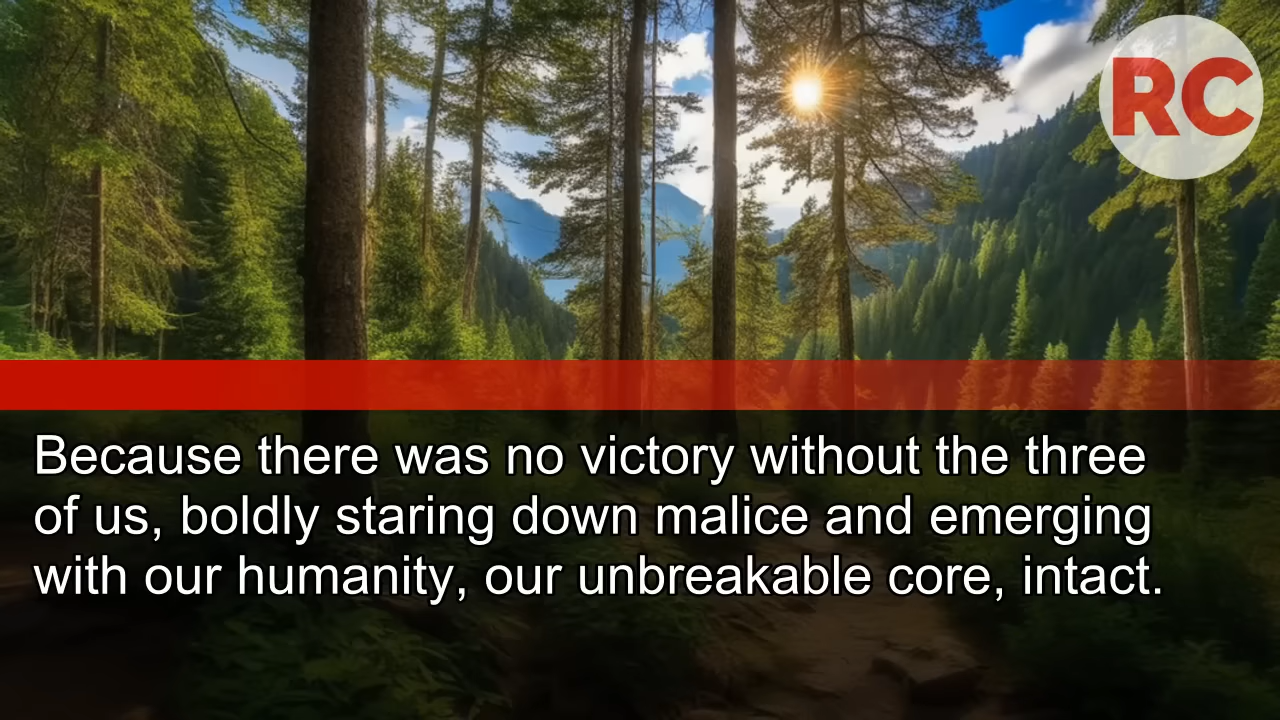 RC
Because there was no victory without the three
of us, boldly staring down malice and emerging
with our humanity, our unbreakable core, intact.